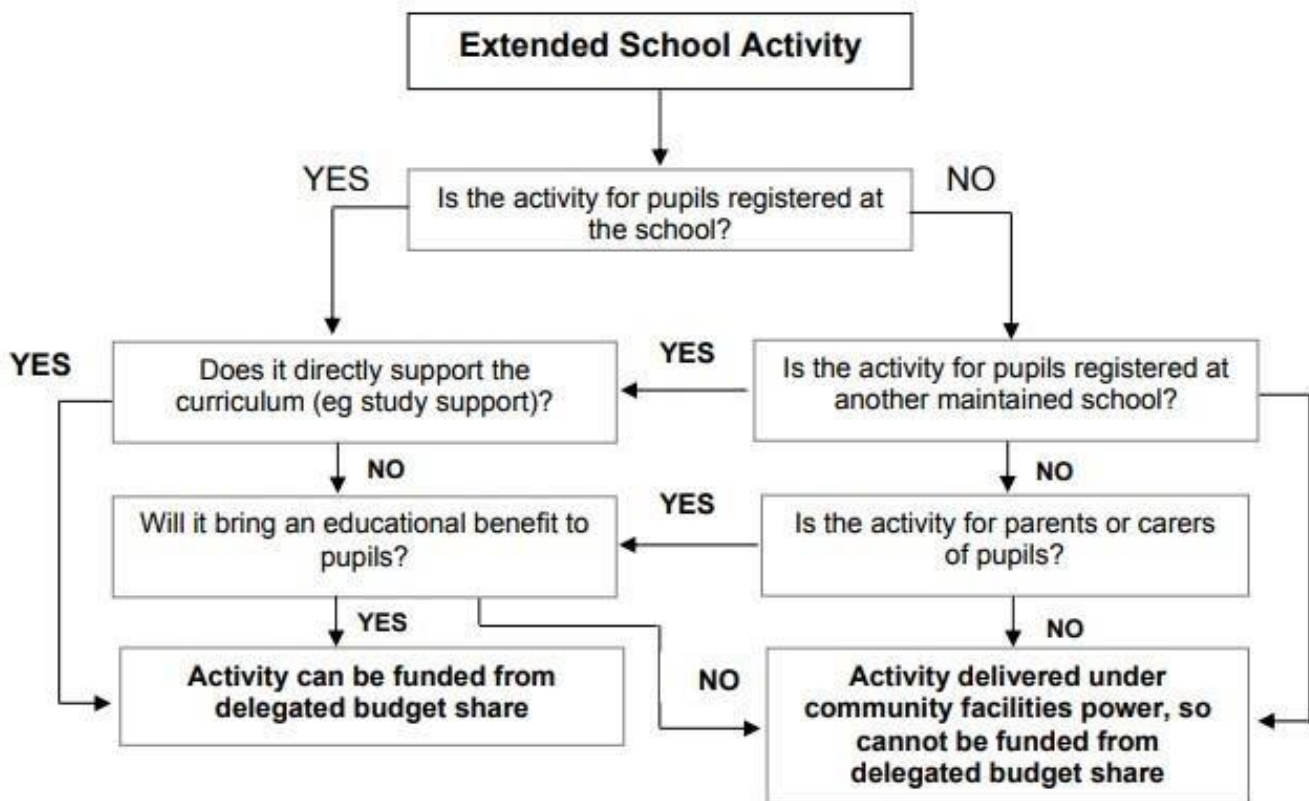 Extended School Activity
YES
NO
Is the activity for pupils registered at
the school?
YES
Does it directly support the
curriculum (eg study support)?
YES
Is the activity for pupils registered at
another maintained school?
NO
NO
Will it bring an educational benefit to
pupils?
YES
Is the activity for parents or carers
of pupils?
YES
NO
Activity can be funded from
delegated budget share
NO
Activity delivered under
community facilities power, so
cannot be funded from
delegated budget share